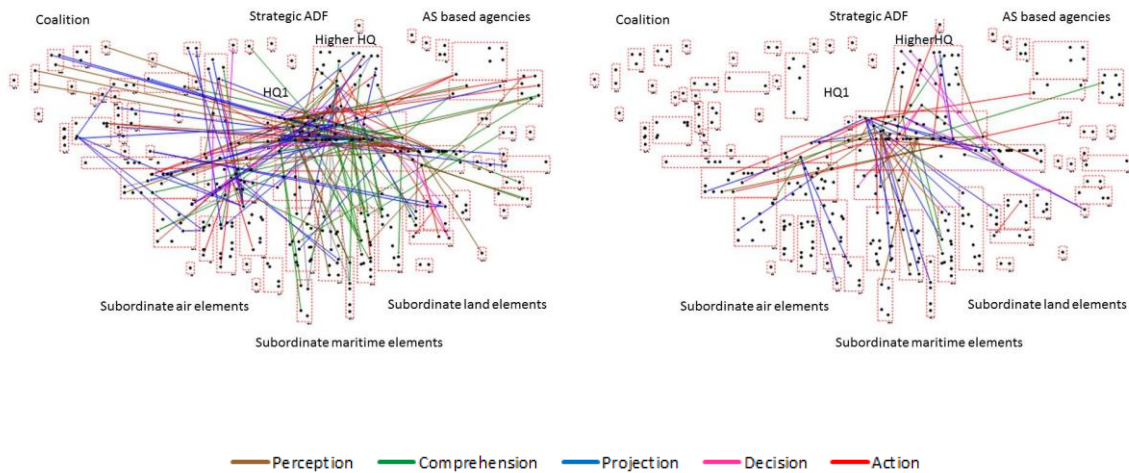 Coalition
Strategic ADF
AS based agencies
Higher HQ
HQ1
Subordinate air elements
Subordinate land elements
Subordinate maritime elements
Coalition
Strategic ADF
AS based agencies
HigherHQ
HQ1
Subordinate air elements
Subordinate land elements
Subordinate maritime elements
Perception
Comprehension
Projection
Decision
Action